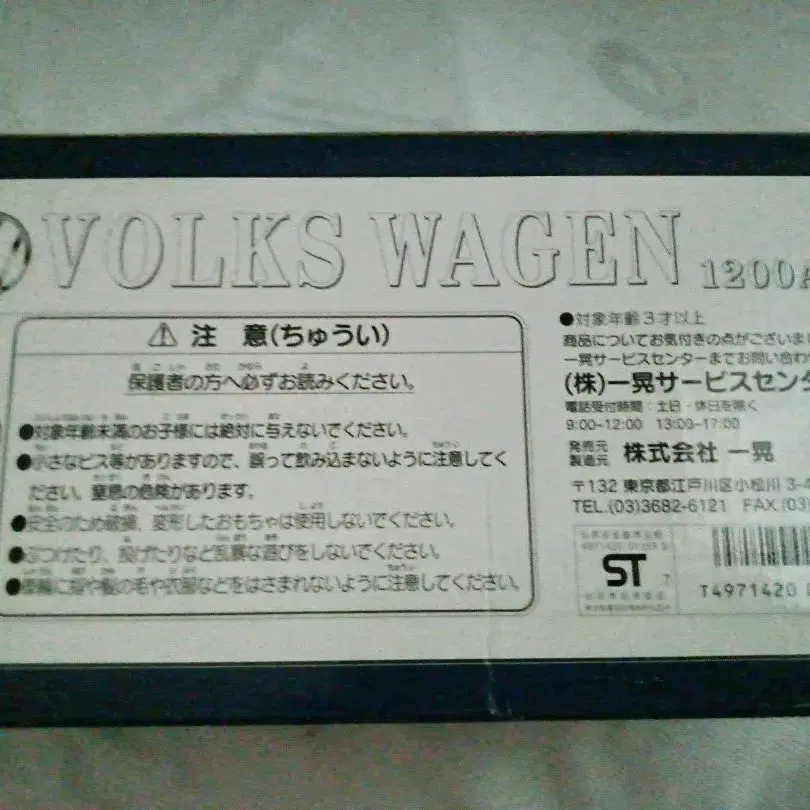 VOLKS WAGEN 1200A
⚠ 注 意(ちゅうい)
保護者の方へ必ずお読みください。
●対象年齢未満のお子様には絶対に与えないでください。
●小さなビス等がありますので、誤って飲み込まないように注意してく
ださい。窒息の危険があります。
●安全のため破損、変形したおもちゃは使用しないでください。
●ぶつけたり、投げたりなど乱暴な遊びをしないでください。
●車輪に指や髪の毛や衣服などをはさまれないように注意してください。
●対象年齢3才以上
商品についてお気付きの点がございまし
一晃サービスセンターまでお問い合わ
(株)一晃サービスセンタ
電話受付時間:土日・休日を除く
9:00~12:00 13:00~17:00
発売元
製造元 株式会社 一晃
〒132 東京都江戸川区小松川 3-4
TEL.(03)3682-6121 FAX.(03)
ST 7
T4971420